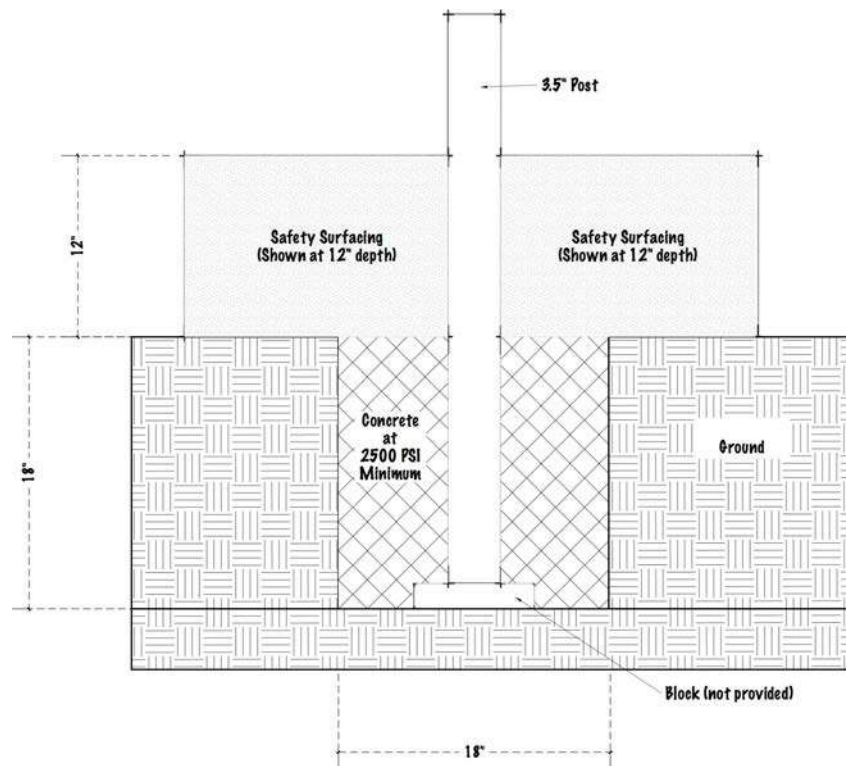 3.5" Post
12"
Safety Surfacing
(Shown at 12" depth)
Safety Surfacing
(Shown at 12" depth)
18"
Concrete
at
2500 PSI
Minimum
Ground
Block (not provided)
18"